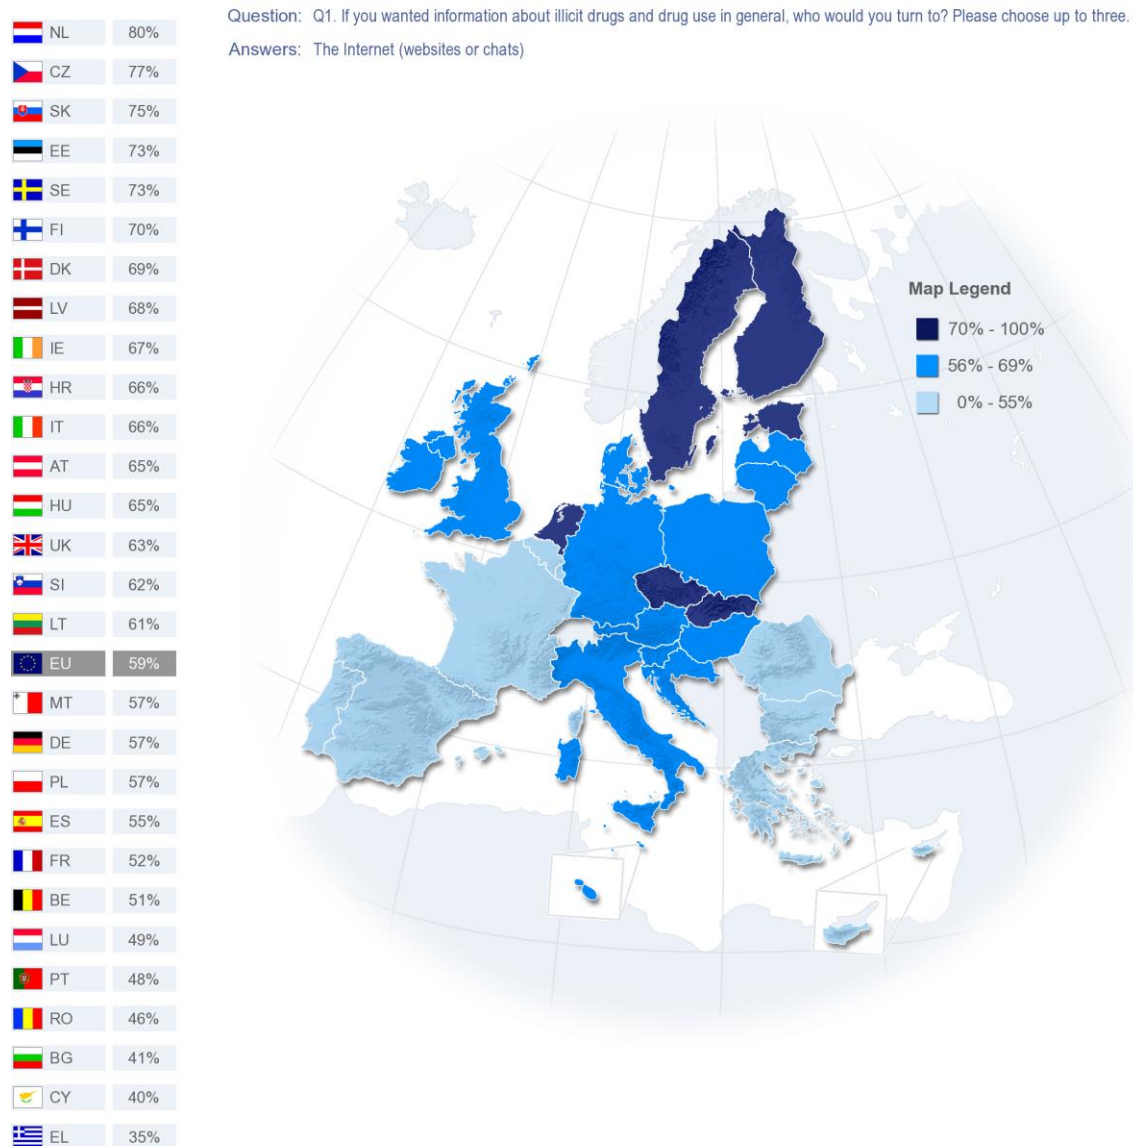 Question: Q1. If you wanted information about illicit drugs and drug use in general, who would you turn to? Please choose up to three.
Answers: The Internet (websites or chats)
NL 80%
CZ 77%
SK 75%
EE 73%
SE 73%
FI 70%
DK 69%
LV 68%
IE 67%
HR 66%
IT 66%
AT 65%
HU 65%
UK 63%
SI 62%
LT 61%
EU 59%
MT 57%
DE 57%
PL 57%
ES 55%
FR 52%
BE 51%
LU 49%
PT 48%
RO 46%
BG 41%
CY 40%
EL 35%
Map Legend
70% - 100%
56% - 69%
0% - 55%